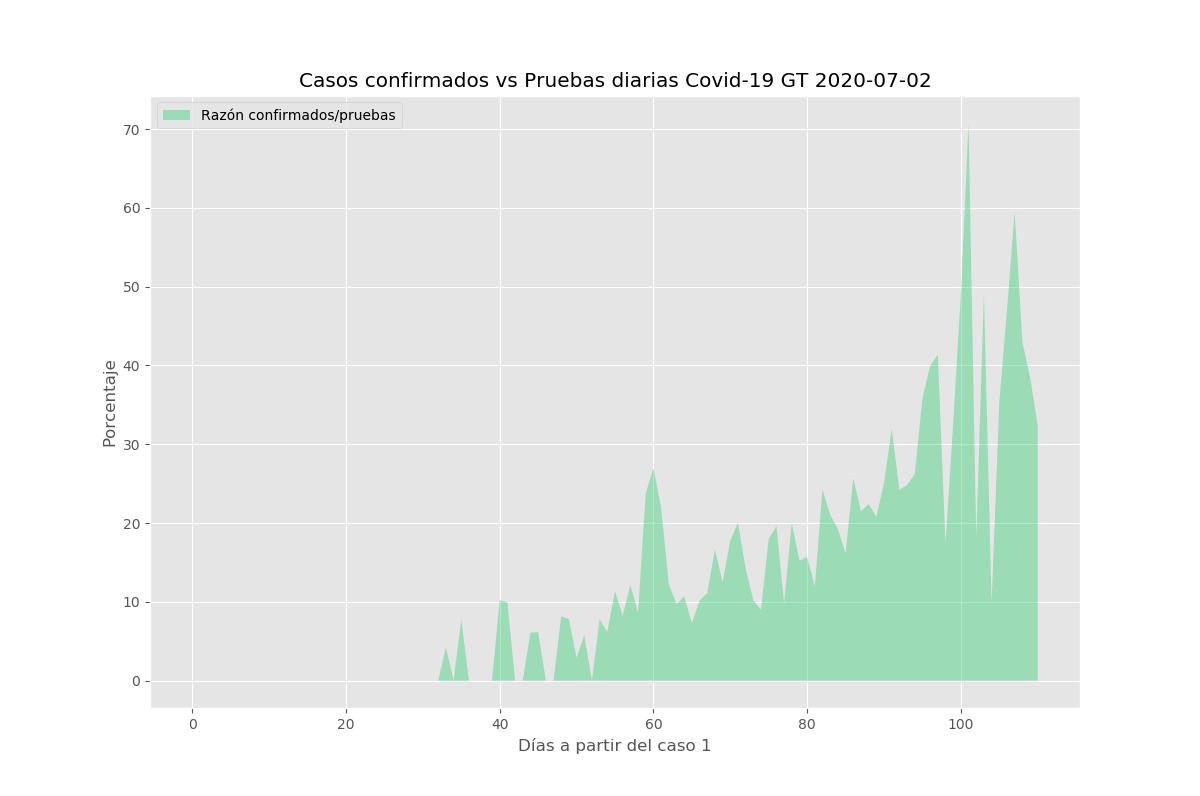 Casos confirmados vs Pruebas diarias Covid-19 GT 2020-07-02
Razón confirmados/pruebas
70
60
50
40
30
20
10
0
Porcentaje
0 20 40 60 80 100
Días a partir del caso 1